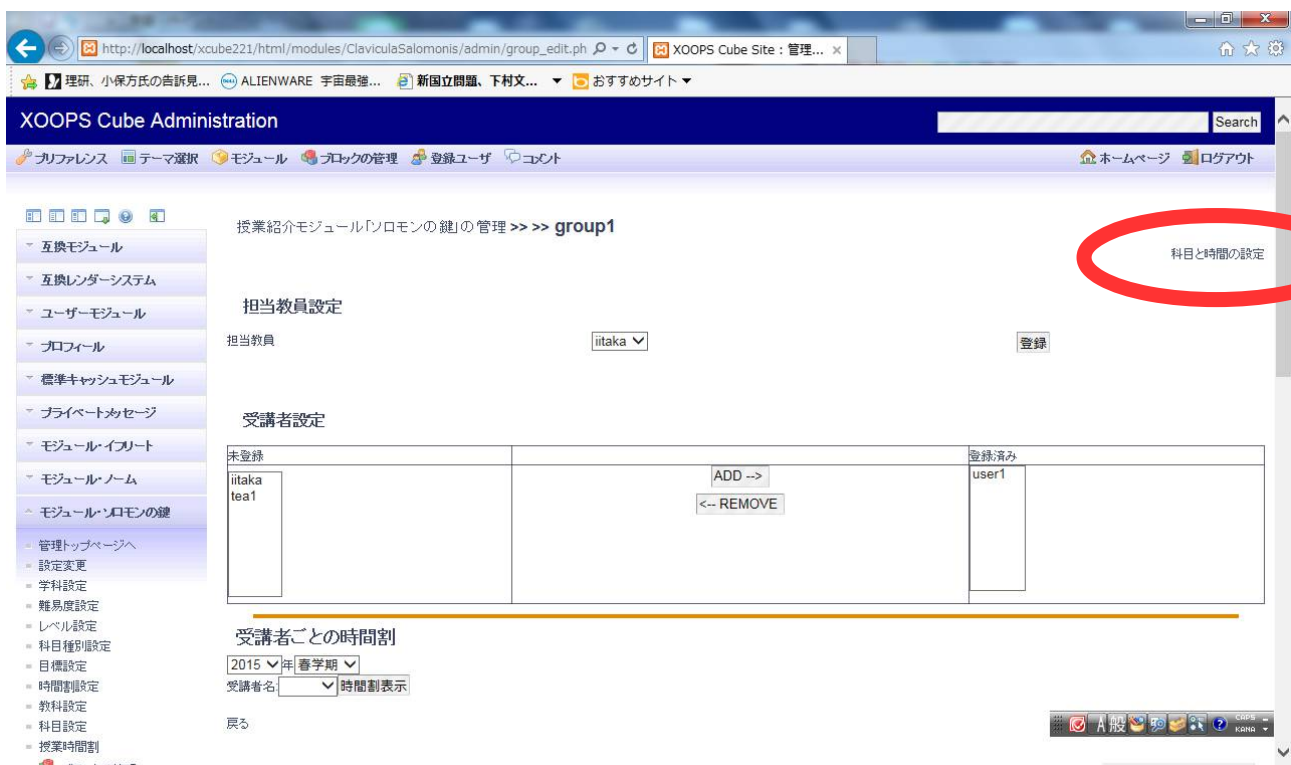 http://localhost/xcube221/html/modules/ClaviculaSalomonis/admin/group_edit.ph
XOOPS Cube Site : 管理... ×
理研、小保方氏の告訴見...
ALIENWARE 宇宙最強...
新国立問題、下村文...
おすすめサイト
XOOPS Cube Administration
Search
プリファレンス テーマ選択 モジュール ブロックの管理 登録ユーザ コメント
ホームページ ログアウト
互換モジュール
互換レンダーシステム
ユーザーモジュール
プロフィール
標準キャッシュモジュール
プライベートメッセージ
モジュール・イフリート
モジュール・ノーム
モジュール・ソロモンの鍵
管理トップページへ
設定変更
学科設定
難易度設定
レベル設定
科目種別設定
目標設定
時間割設定
教科設定
科目設定
授業時間割
授業紹介モジュール「ソロモンの鍵」の管理 >> >> group1
科目と時間の設定
担当教員設定
担当教員 iitaka 登録
受講者設定
未登録 登録済み
iitaka
tea1
ADD -->
<-- REMOVE
user1
受講者ごとの時間割
2015 年 春学期
受講者名: 時間割表示
戻る
A 般
CAPS
KANA